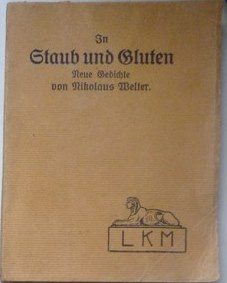 In
Staub und Gluten
Neue Gedichte
von Nikolaus Welter.
LKM